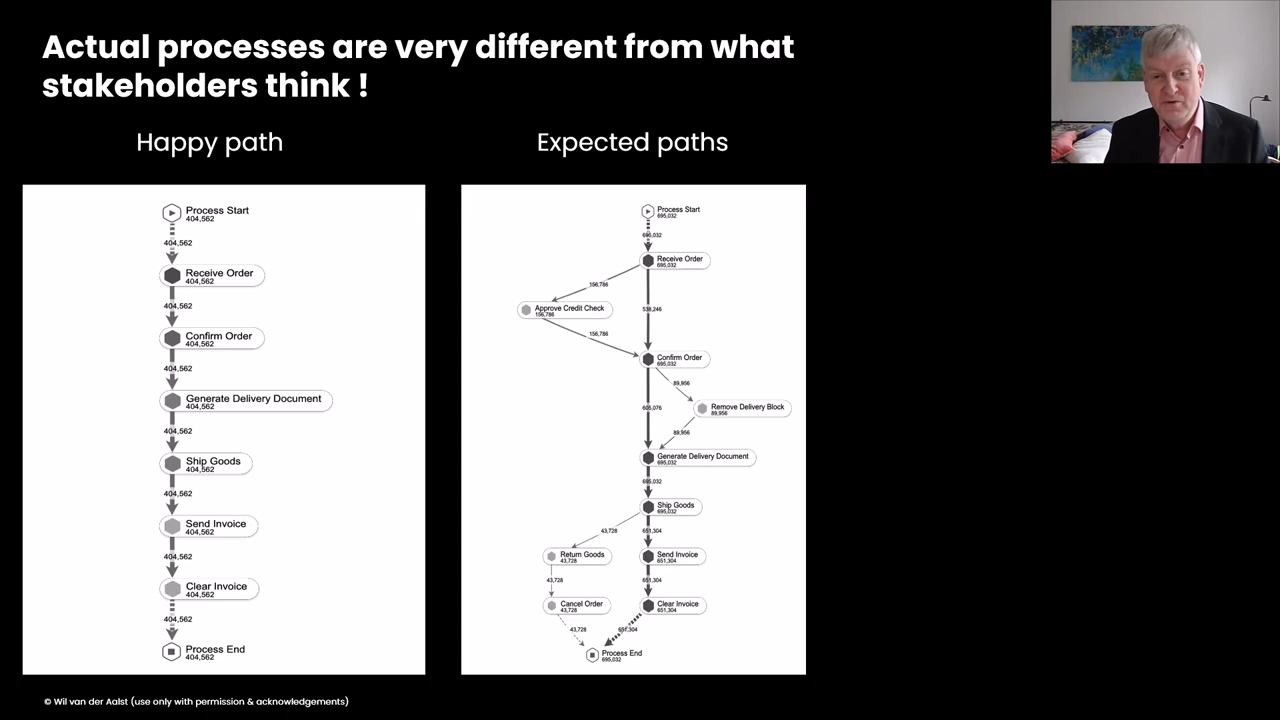 Actual processes are very different from what
stakeholders think !
Happy path
Process Start
404,562
404,562
Receive Order
404,562
404,562
Confirm Order
404,562
404,562
Generate Delivery Document
404,562
404,562
Ship Goods
404,562
404,562
Send Invoice
404,562
404,562
Clear Invoice
404,562
404,562
Process End
404,562
Expected paths
Process Start
695,032
695,032
Receive Order
695,032
156,786
538,246
Approve Credit Check
156,786
156,786
Confirm Order
695,032
89,956
605,076
Remove Delivery Block
89,956
89,956
Generate Delivery Document
695,032
695,032
Ship Goods
695,032
43,728
651,304
Return Goods
43,728
Send Invoice
651,304
43,728
651,304
Cancel Order
43,728
Clear Invoice
651,304
43,728
651,304
Process End
695,032
© Wil van der Aalst (use only with permission & acknowledgements)